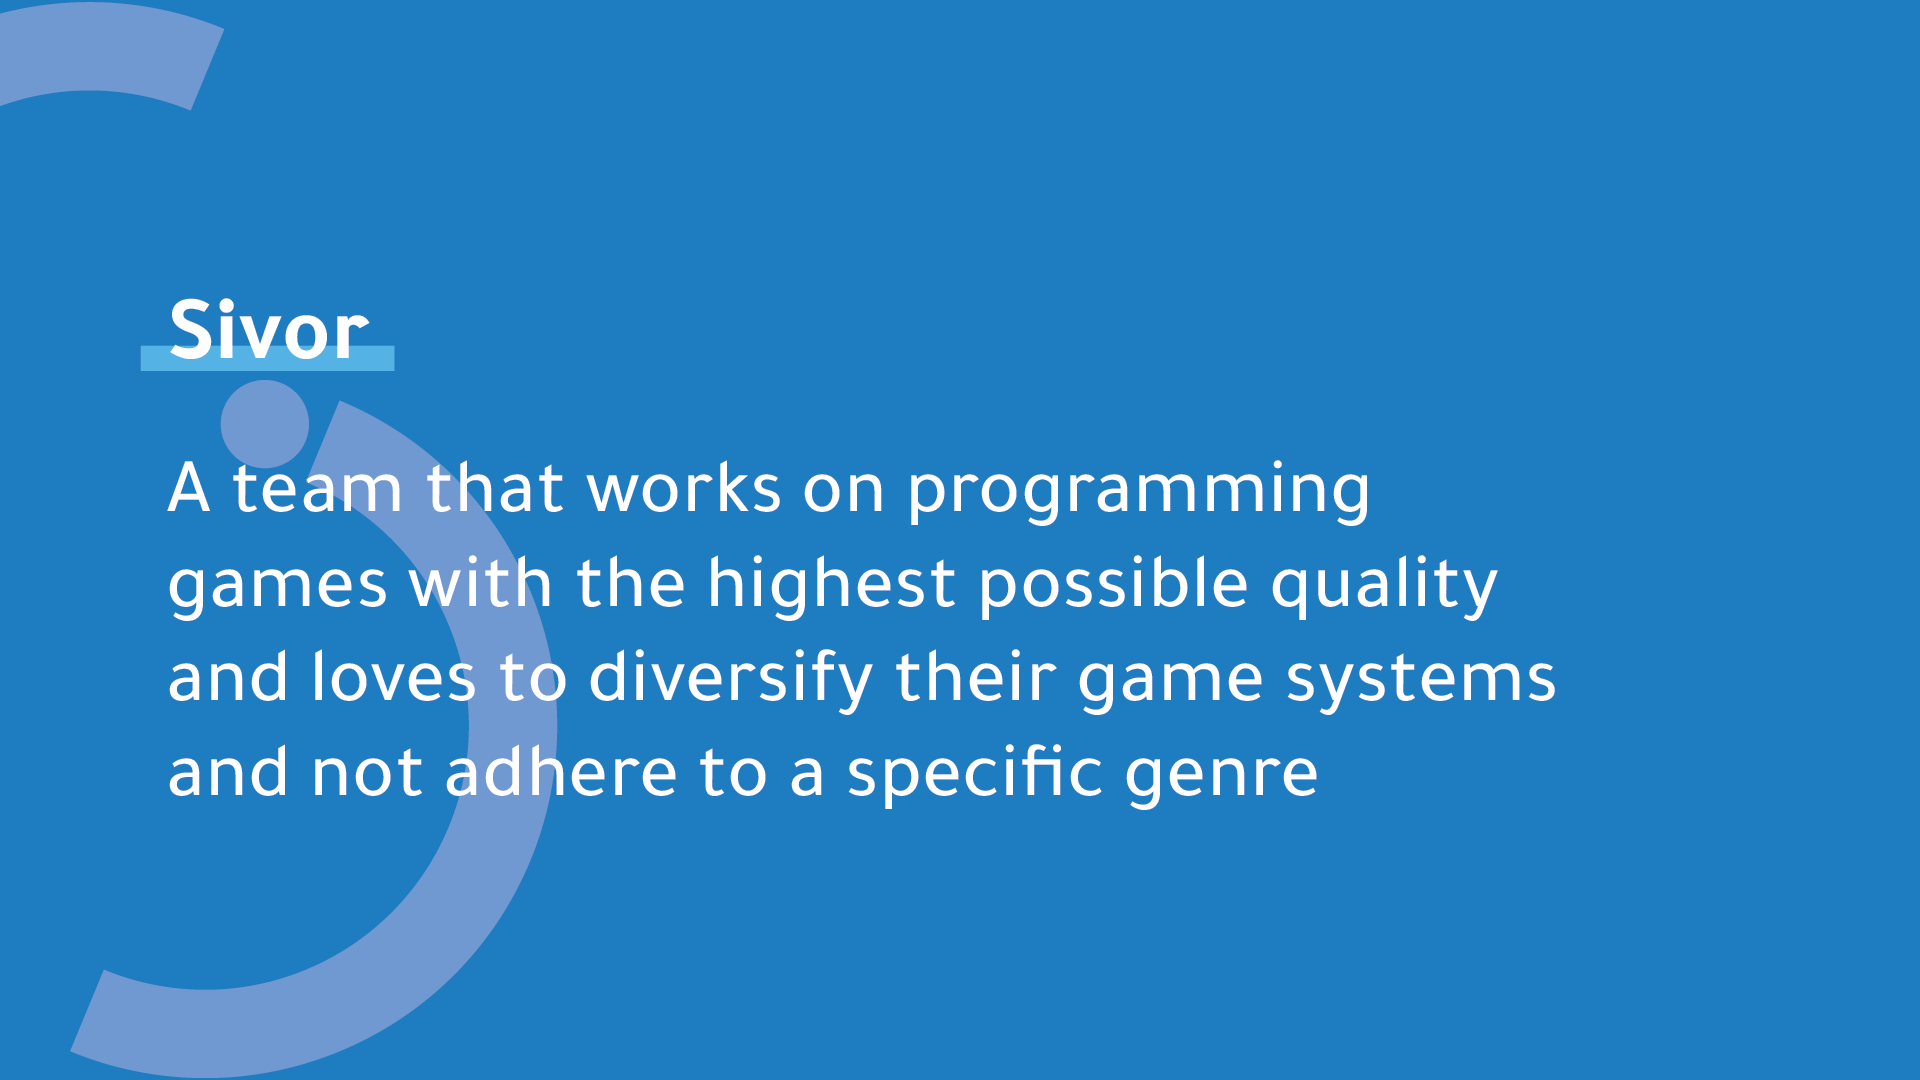 Sivor
A team that works on programming
games with the highest possible quality
and loves to diversify their game systems
and not adhere to a specific genre